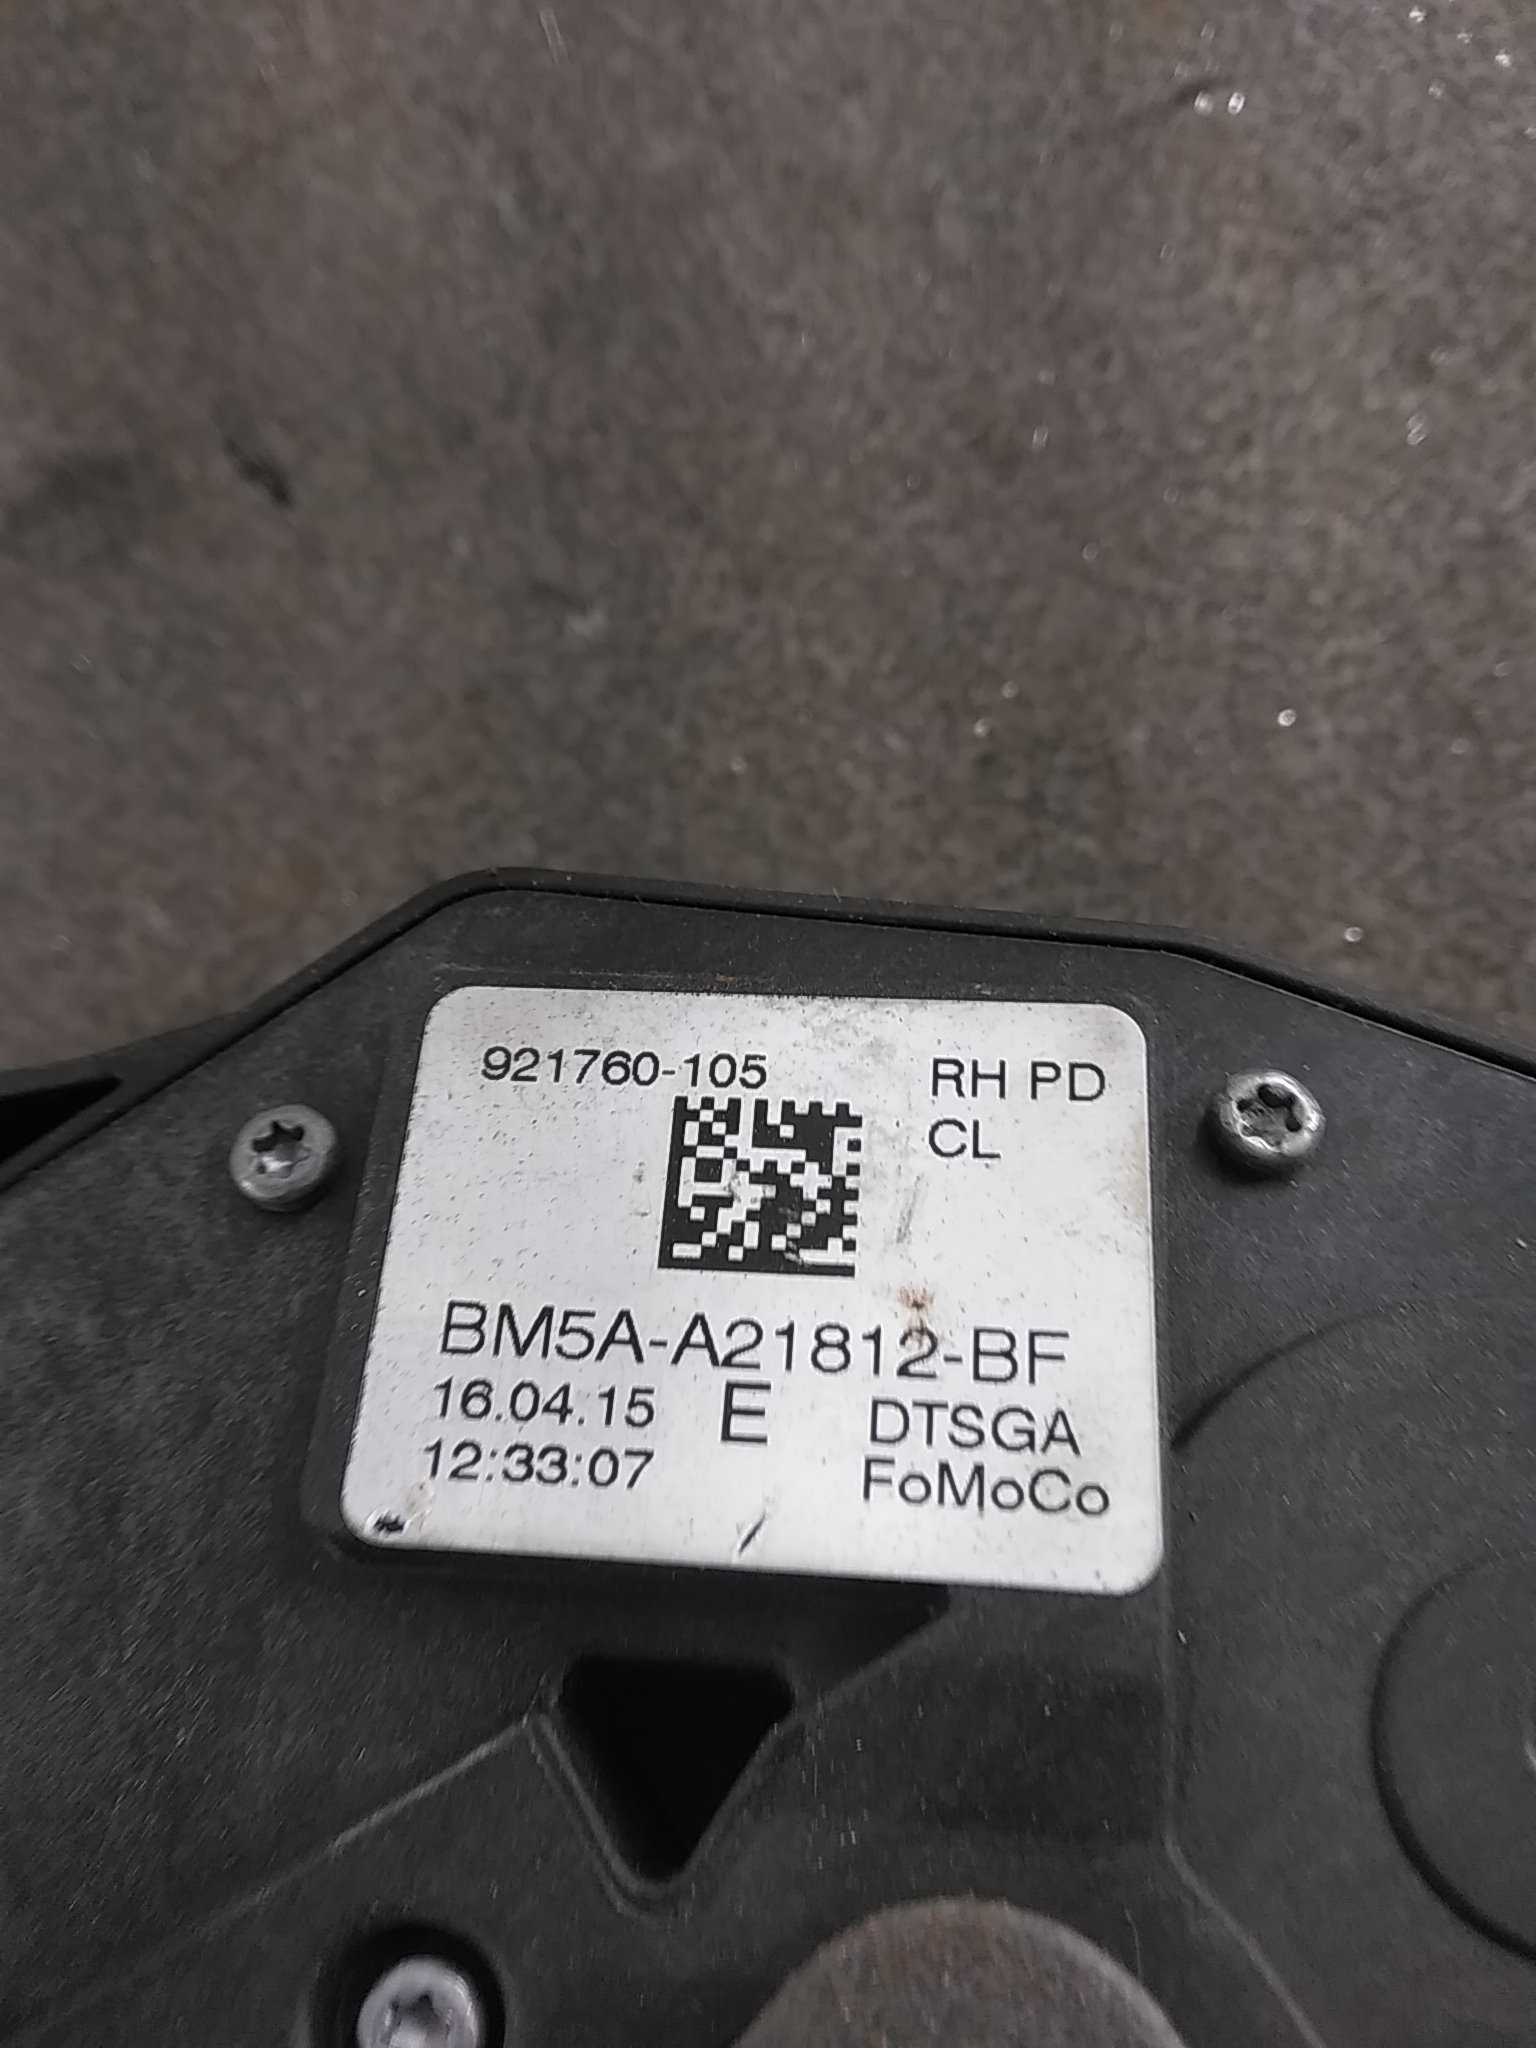 921760-105 RH PD
CL
BM5A-A21812-BF
16.04.15 E DTSGA
12:33:07 FoMoCo